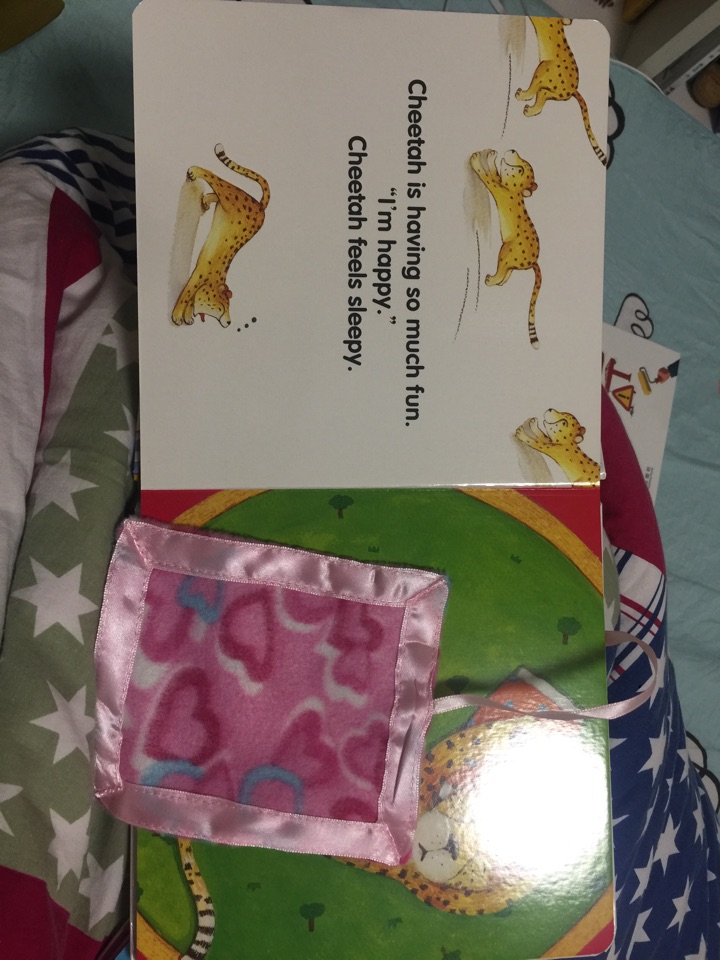 Cheetah is having so much fun.
“I’m happy.”
Cheetah feels sleepy.